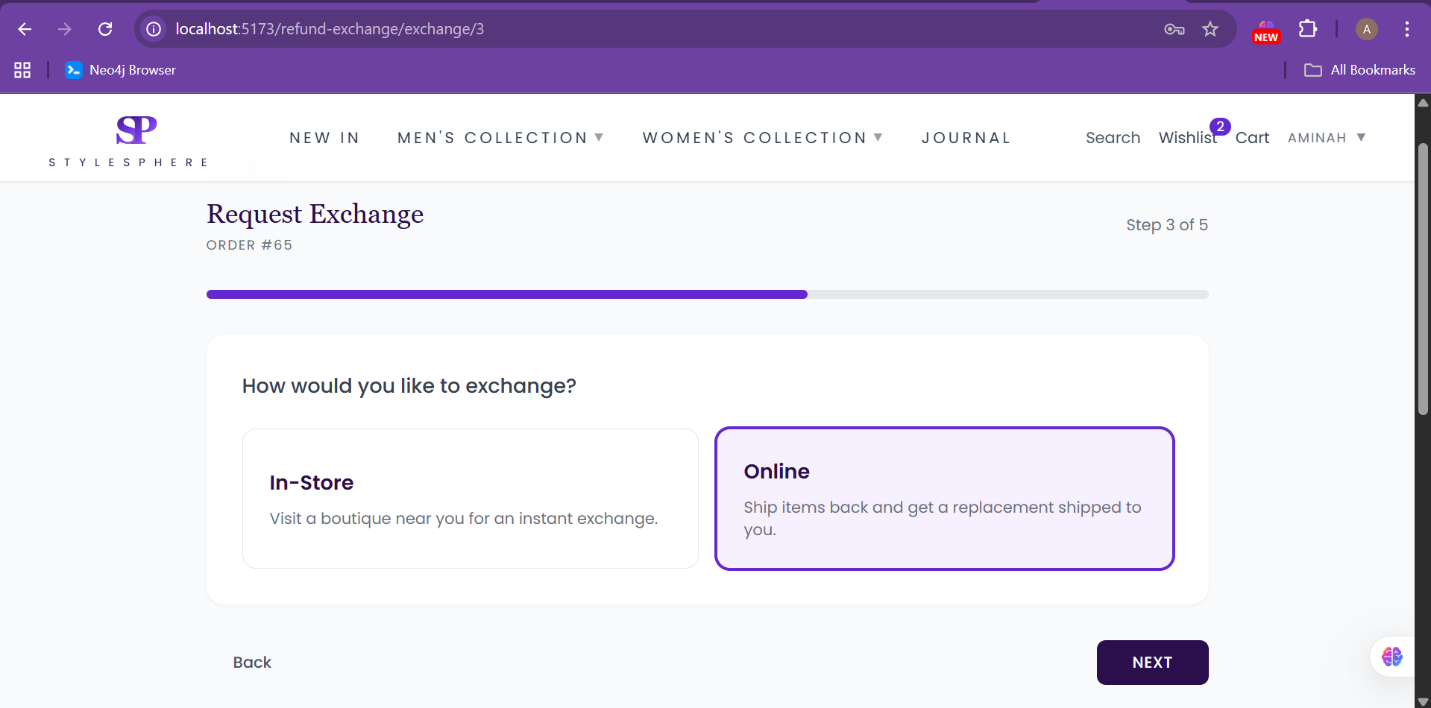 localhost:5173/refund-exchange/exchange/3
NEW
A
Neo4j Browser
All Bookmarks
SP
STYLESPHERE
NEW IN
MEN'S COLLECTION ▼
WOMEN'S COLLECTION ▼
JOURNAL
Search
Wishlist
2
Cart
AMINAH ▼
Request Exchange
ORDER #65
Step 3 of 5
How would you like to exchange?
In-Store
Visit a boutique near you for an instant exchange.
Online
Ship items back and get a replacement shipped to
you.
Back
NEXT